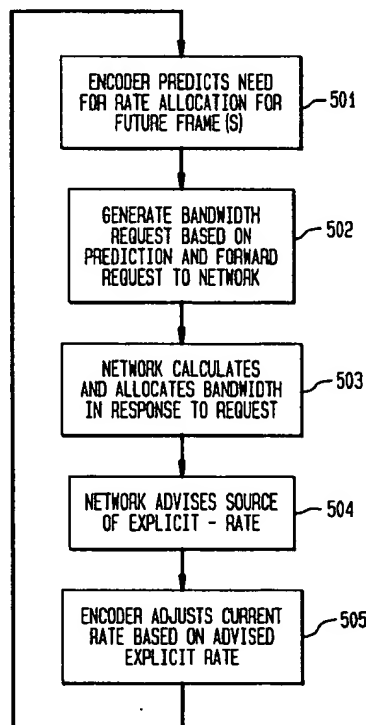 ENCODER PREDICTS NEED
FOR RATE ALLOCATION FOR
FUTURE FRAME(S)
501
GENERATE BANDWIDTH
REQUEST BASED ON
PREDICTION AND FORWARD
REQUEST TO NETWORK
502
NETWORK CALCULATES
AND ALLOCATES BANDWIDTH
IN RESPONSE TO REQUEST
503
NETWORK ADVISES SOURCE
OF EXPLICIT - RATE
504
ENCODER ADJUSTS CURRENT
RATE BASED ON ADVISED
EXPLICIT RATE
505